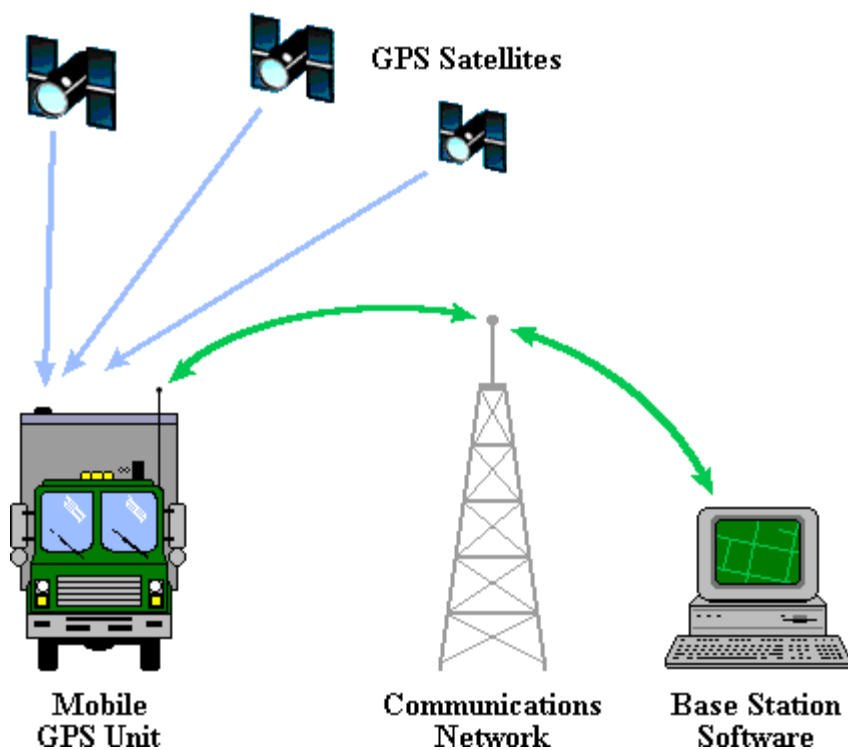 GPS Satellites
Mobile
GPS Unit
Communications
Network
Base Station
Software